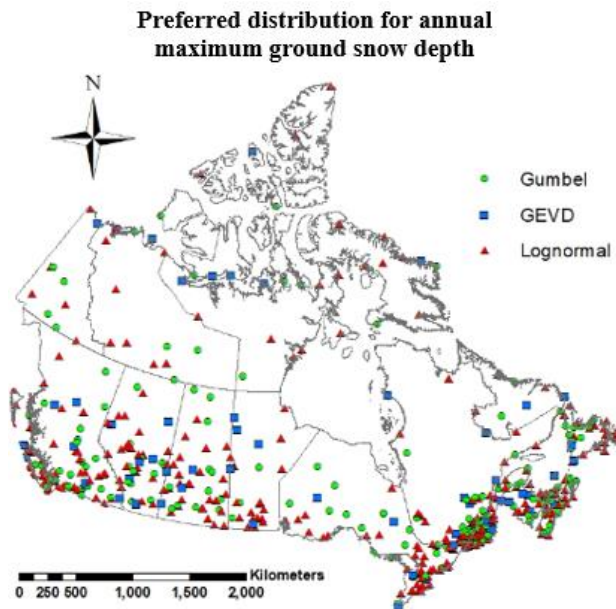 Preferred distribution for annual
maximum ground snow depth
N
Gumbel
GEVD
Lognormal
Kilometers
0 250 500 1,000 1,500 2,000